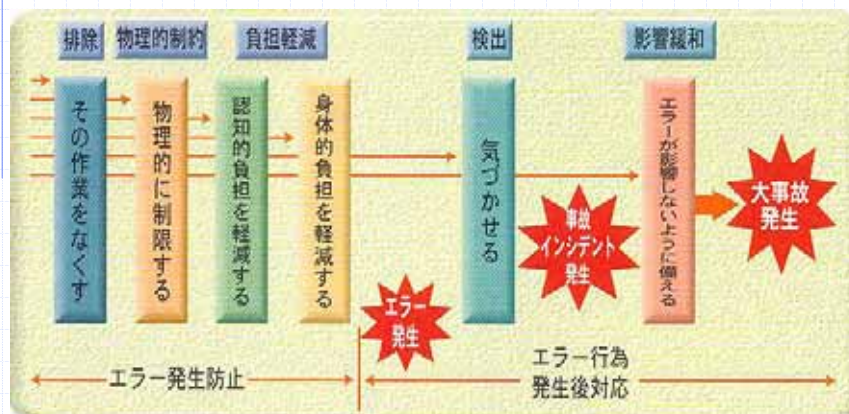 排除
物理的制約
負担軽減
検出
影響緩和
その作業をなくす
物理的に制限する
認知的負担を軽減する
身体的負担を軽減する
エラー
発生
気づかせる
事故
インシデント
発生
エラーが影響しないように備える
大事故
発生
エラー発生防止
エラー行為
発生後対応